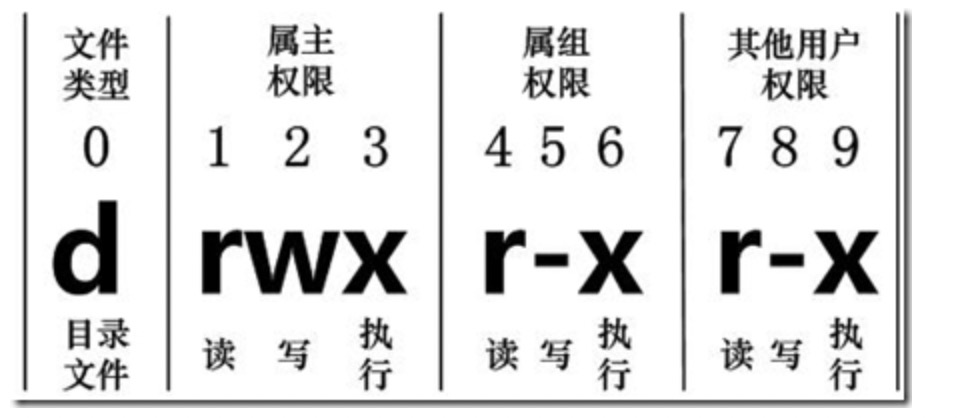 文件 属主 属组 其他用户
类型 权限 权限 权限
0 1 2 3 4 5 6 7 8 9
d rwx r-x r-x
目录 读 写 执 读 写 执 读 写 执
文件 行 行 行